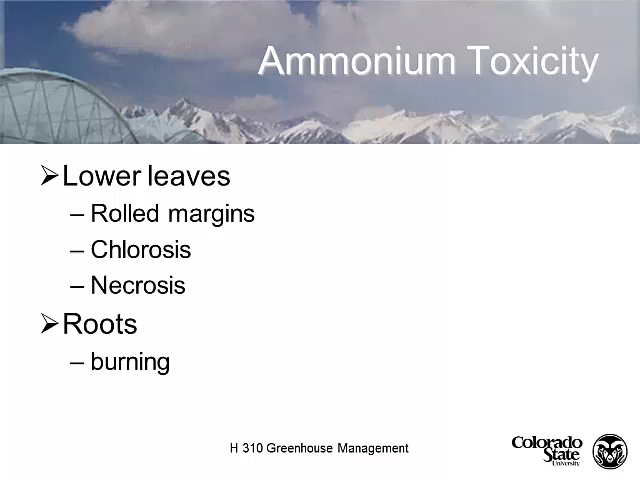 Ammonium Toxicity
➢Lower leaves
– Rolled margins
– Chlorosis
– Necrosis
➢Roots
– burning
H 310 Greenhouse Management
Colorado
State
University